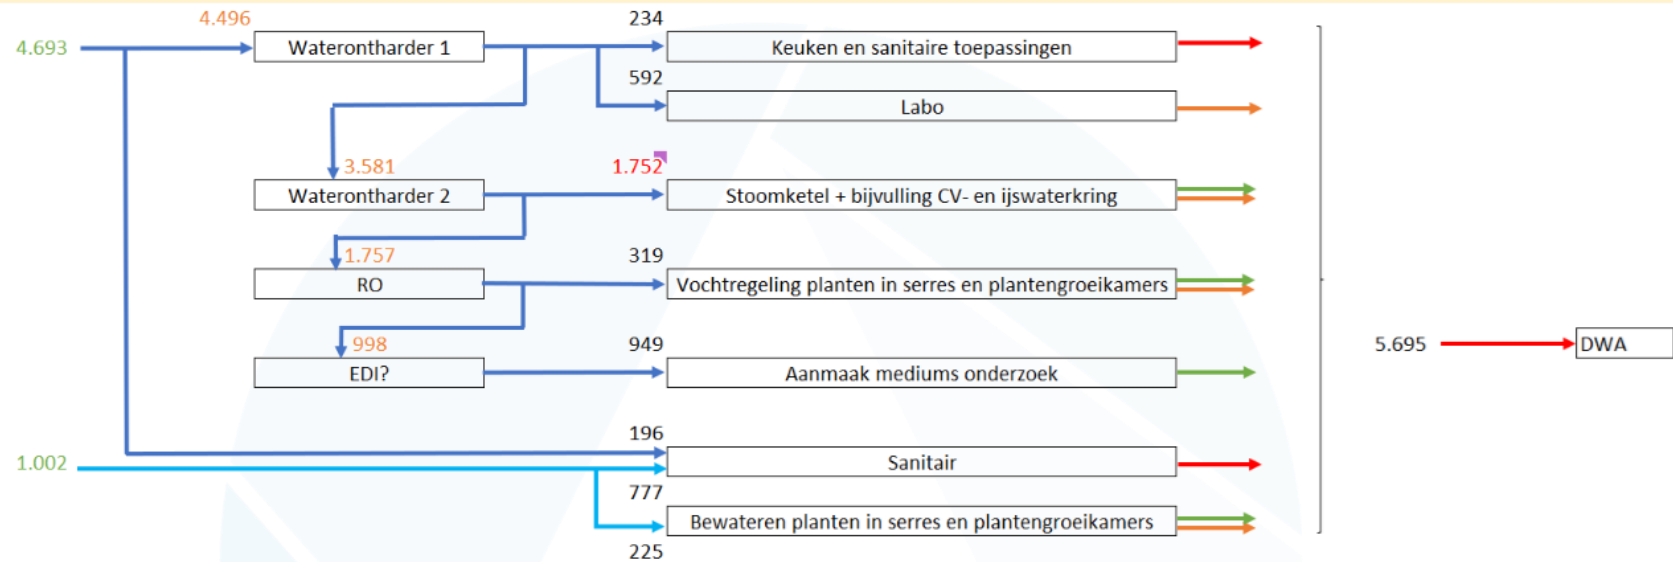 4.496
234
4.693
Waterontharder 1
Keuken en sanitaire toepassingen
592
Labo
3.581
1.752
Waterontharder 2
Stoomketel + bijvulling CV- en ijswaterkring
1.757
319
RO
Vochtregeling planten in serres en plantengroeikamers
998
949
5.695
DWA
EDI?
Aanmaak mediums onderzoek
196
1.002
Sanitair
777
Bewateren planten in serres en plantengroeikamers
225